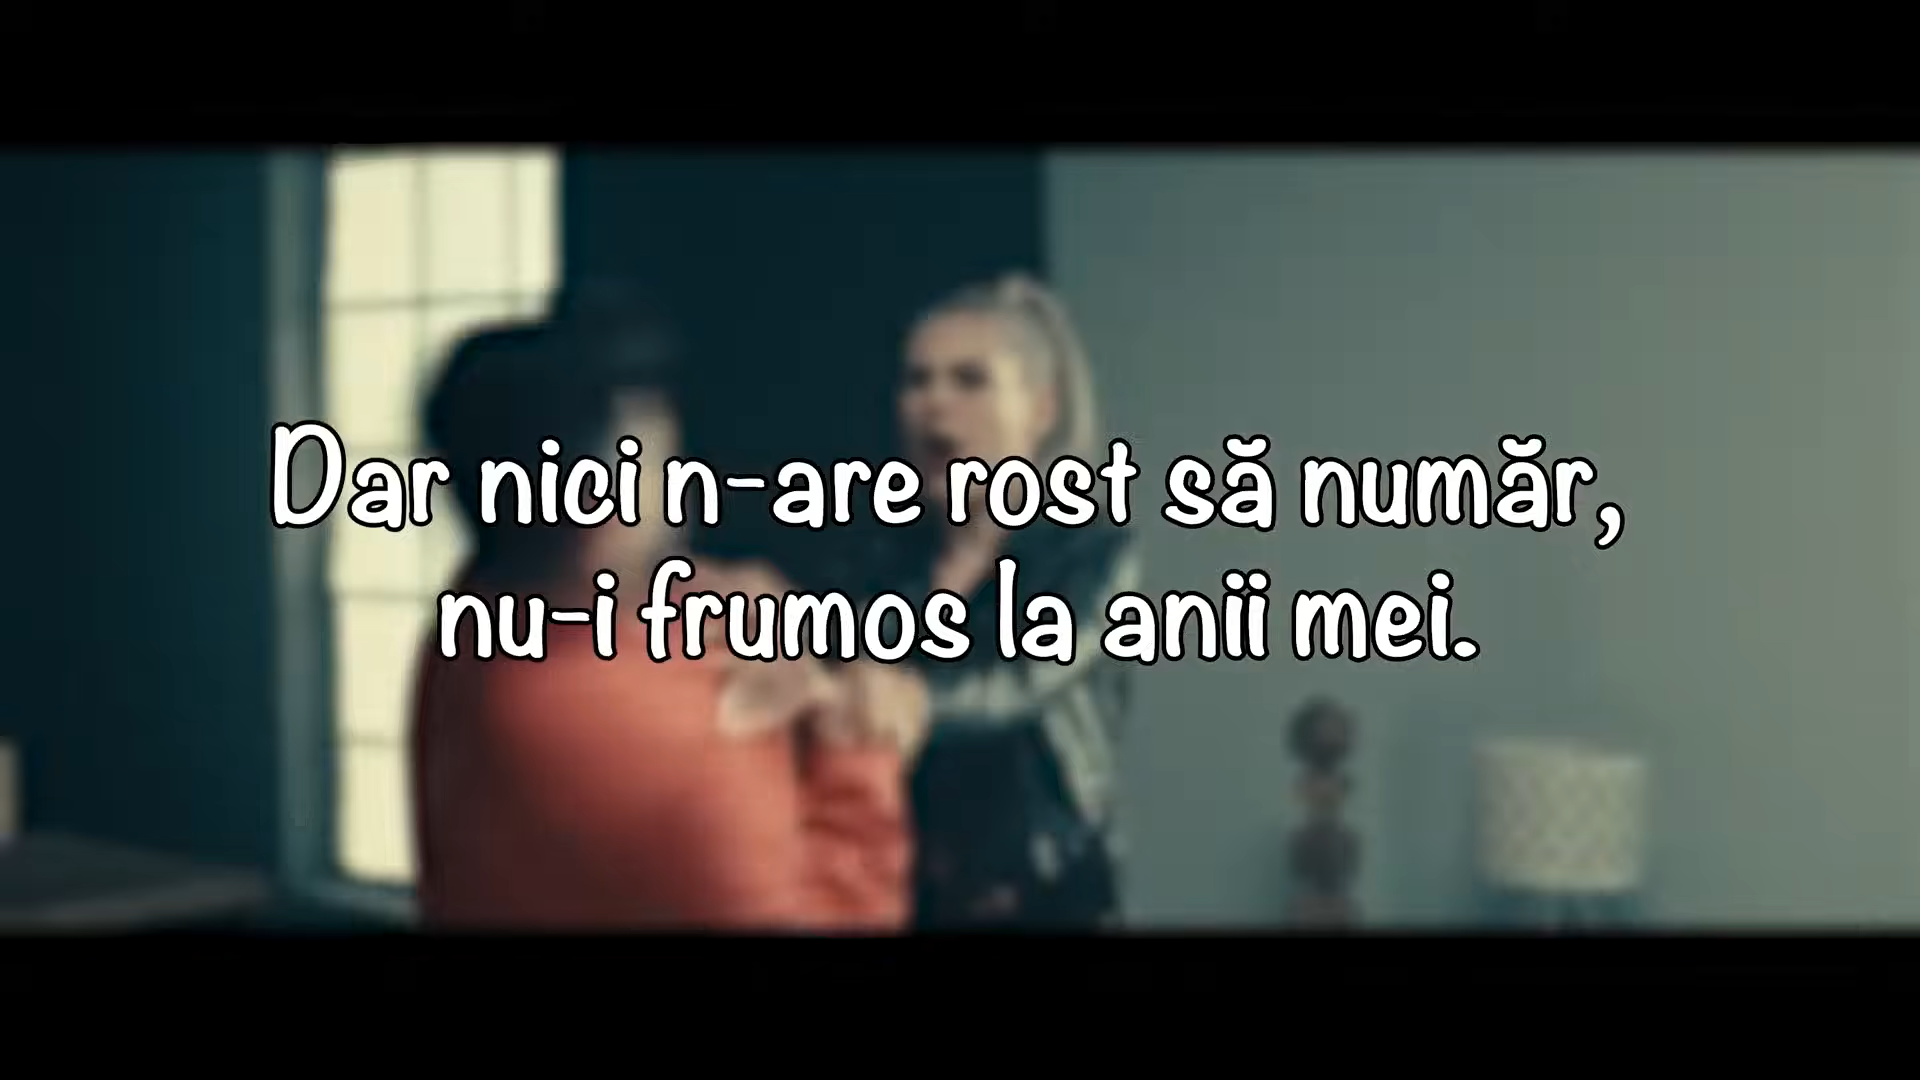 Dar nici n-are rost să număr,
nu-i frumos la anii mei.